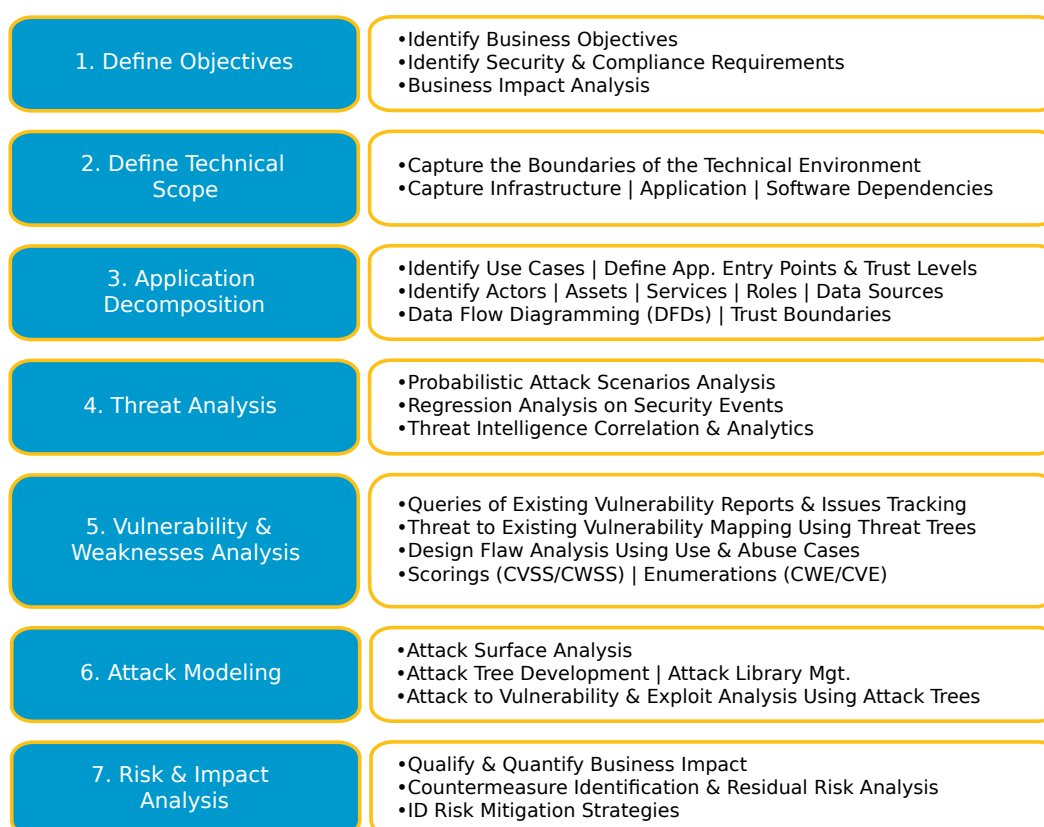 1. Define Objectives
•Identify Business Objectives
•Identify Security & Compliance Requirements
•Business Impact Analysis
2. Define Technical
Scope
•Capture the Boundaries of the Technical Environment
•Capture Infrastructure | Application | Software Dependencies
3. Application
Decomposition
•Identify Use Cases | Define App. Entry Points & Trust Levels
•Identify Actors | Assets | Services | Roles | Data Sources
•Data Flow Diagramming (DFDs) | Trust Boundaries
4. Threat Analysis
•Probabilistic Attack Scenarios Analysis
•Regression Analysis on Security Events
•Threat Intelligence Correlation & Analytics
5. Vulnerability &
Weaknesses Analysis
•Queries of Existing Vulnerability Reports & Issues Tracking
•Threat to Existing Vulnerability Mapping Using Threat Trees
•Design Flaw Analysis Using Use & Abuse Cases
•Scorings (CVSS/CWSS) | Enumerations (CWE/CVE)
6. Attack Modeling
•Attack Surface Analysis
•Attack Tree Development | Attack Library Mgt.
•Attack to Vulnerability & Exploit Analysis Using Attack Trees
7. Risk & Impact
Analysis
•Qualify & Quantify Business Impact
•Countermeasure Identification & Residual Risk Analysis
•ID Risk Mitigation Strategies